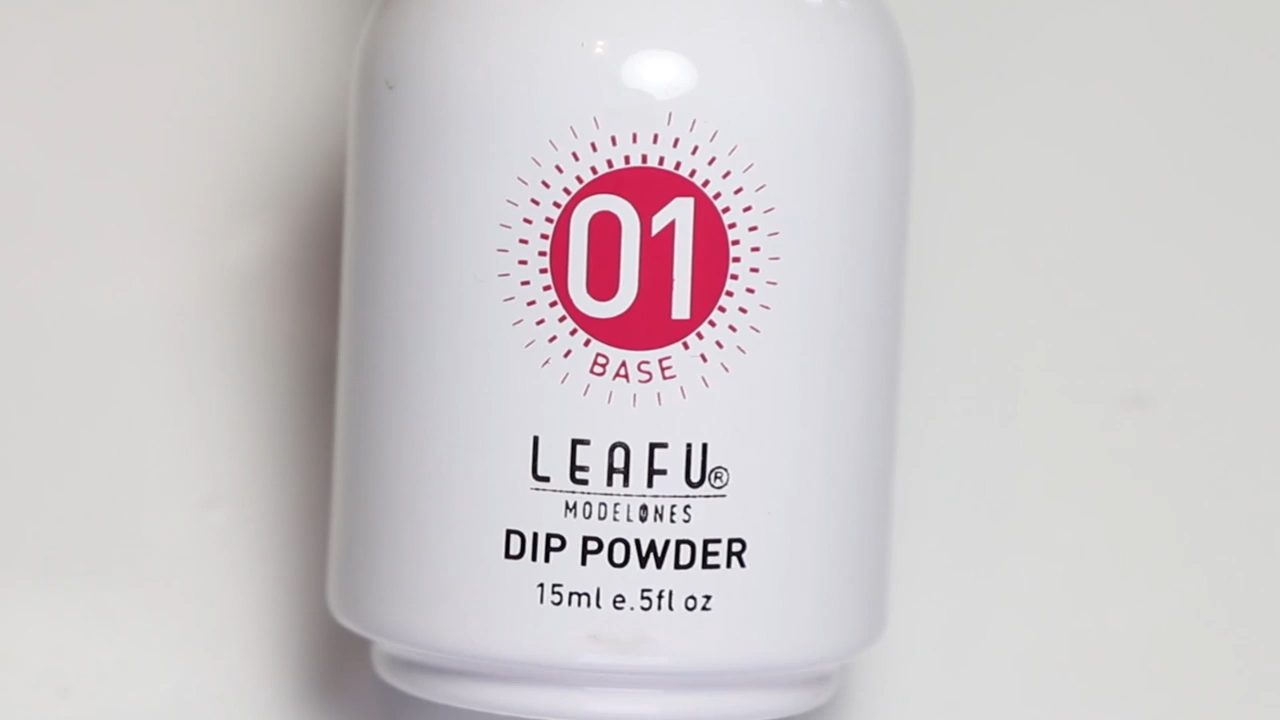 01
BASE
LEAFU®
MODELONES
DIP POWDER
15ml e.5fl oz